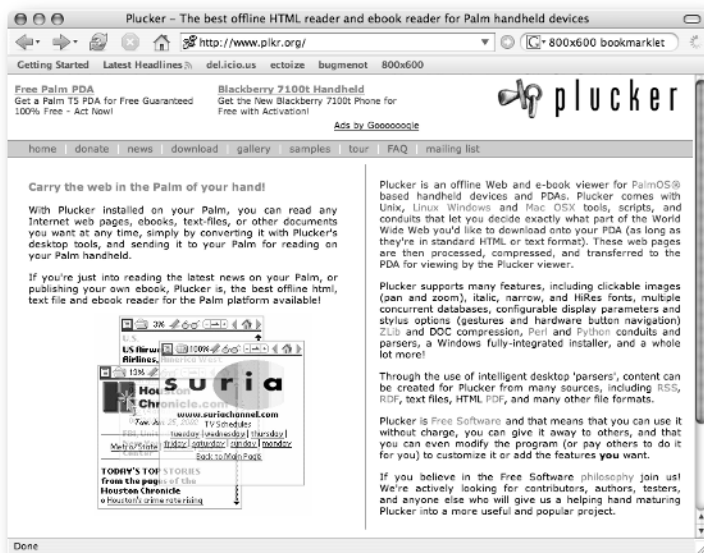 Plucker – The best offline HTML reader and ebook reader for Palm handheld devices
http://www.plkr.org/
G 800x600 bookmarklet
Getting Started Latest Headlines del.icio.us ectoize bugmenot 800x600
Free Palm PDA
Get a Palm T5 PDA for Free Guaranteed
100% Free - Act Now!
Blackberry 7100t Handheld
Get the New Blackberry 7100t Phone for
Free with Activation!
Ads by Goooooogle
plucker
home | donate | news | download | gallery | samples | tour | FAQ | mailing list
Carry the web in the Palm of your hand!
With Plucker installed on your Palm, you can read any
Internet web pages, ebooks, text-files, or other documents
you want at any time, simply by converting it with Plucker's
desktop tools, and sending it to your Palm for reading on
your Palm handheld.
If you're just into reading the latest news on your Palm, or
publishing your own ebook, Plucker is, the best offline html,
text file and ebook reader for the Palm platform available!
3%
U.S.
US Airw
Airlines, America West
100%
13%
Houston
Chronicle.com
suria
www.suriachannel.com
TV Schedules
tuesday | wednesday | thursday |
friday | saturday | sunday | monday
Back to Main Page
Metro/State
TODAY'S TOP STORIES
from the pages of the
Houston Chronicle
o Houston's crime rate rising
Plucker is an offline Web and e-book viewer for PalmOS®
based handheld devices and PDAs. Plucker comes with
Unix, Linux Windows and Mac OSX tools, scripts, and
conduits that let you decide exactly what part of the World
Wide Web you'd like to download onto your PDA (as long as
they're in standard HTML or text format). These web pages
are then processed, compressed, and transferred to the
PDA for viewing by the Plucker viewer.
Plucker supports many features, including clickable images
(pan and zoom), italic, narrow, and HiRes fonts, multiple
concurrent databases, configurable display parameters and
stylus options (gestures and hardware button navigation)
ZLib and DOC compression, Perl and Python conduits and
parsers, a Windows fully-integrated installer, and a whole
lot more!
Through the use of intelligent desktop 'parsers', content can
be created for Plucker from many sources, including RSS,
RDF, text files, HTML PDF, and many other file formats.
Plucker is Free Software and that means that you can use it
without charge, you can give it away to others, and that
you can even modify the program (or pay others to do it
for you) to customize it or add the features you want.
If you believe in the Free Software philosophy join us!
We're actively looking for contributors, authors, testers,
and anyone else who will give us a helping hand maturing
Plucker into a more useful and popular project.
Done